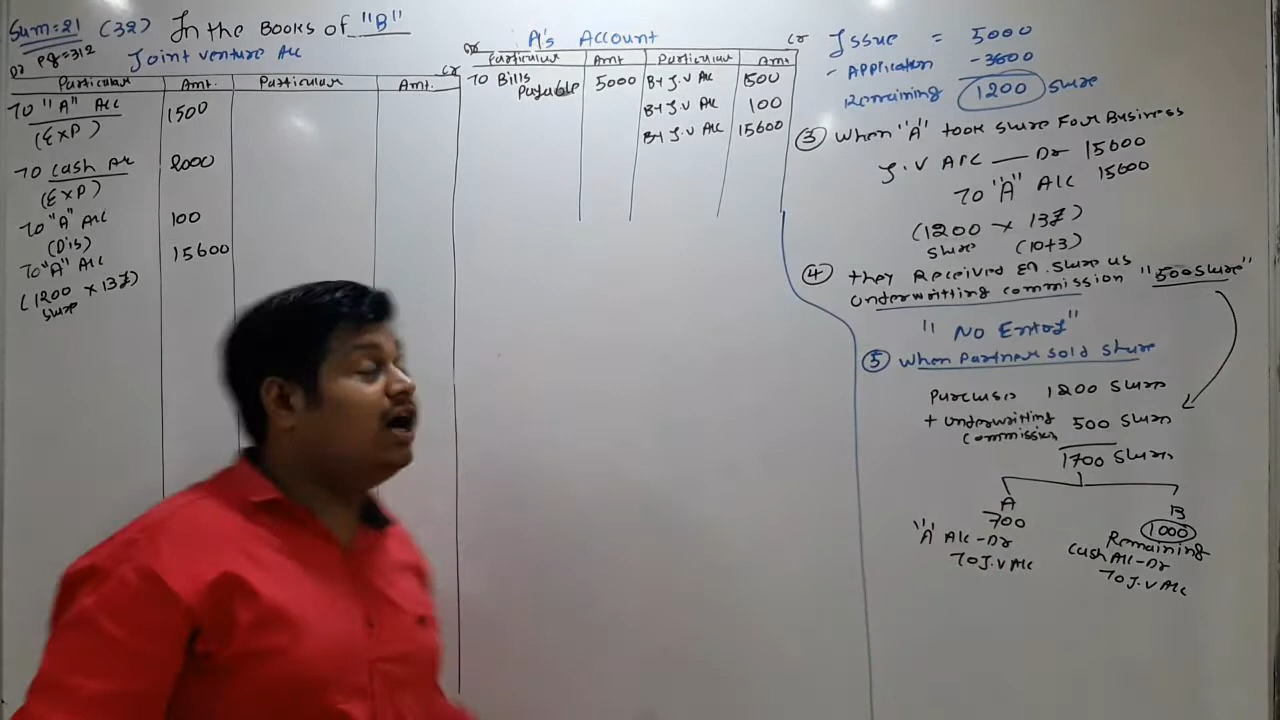 Sum=21 (32) In the Books of "B"
Pg=312
Dr Joint venture A/c Cr
Particular Amt. Particular Amt.
To "A" A/c 1500
(Exp)
To cash A/c 2000
(Exp)
To "A" A/c 100
(Dis)
To "A" A/c 15600
(1200 x 13₹)
share
Dr A's Account Cr
Particular Amt Particular Amt
To Bills Payable 5000 By J.V A/c 1500
By J.V A/c 100
By J.V A/c 15600
Issue = 5000
- Application -3800
Remaining 1200 share
③ When "A" took share for Business
J.V A/c — Dr 15600
To "A" A/c 15600
(1200 x 13₹)
share (10+3)
④ they Received Eq. share as
underwritting commission "500 share"
"No Entry"
⑤ When Partner sold share
Purchase 1200 share
+ underwritting commission 500 share
1700 share
A B
700 1000
Remaining
"A" A/c - Dr
To J.V A/c
Cash A/c - Dr
To J.V A/c